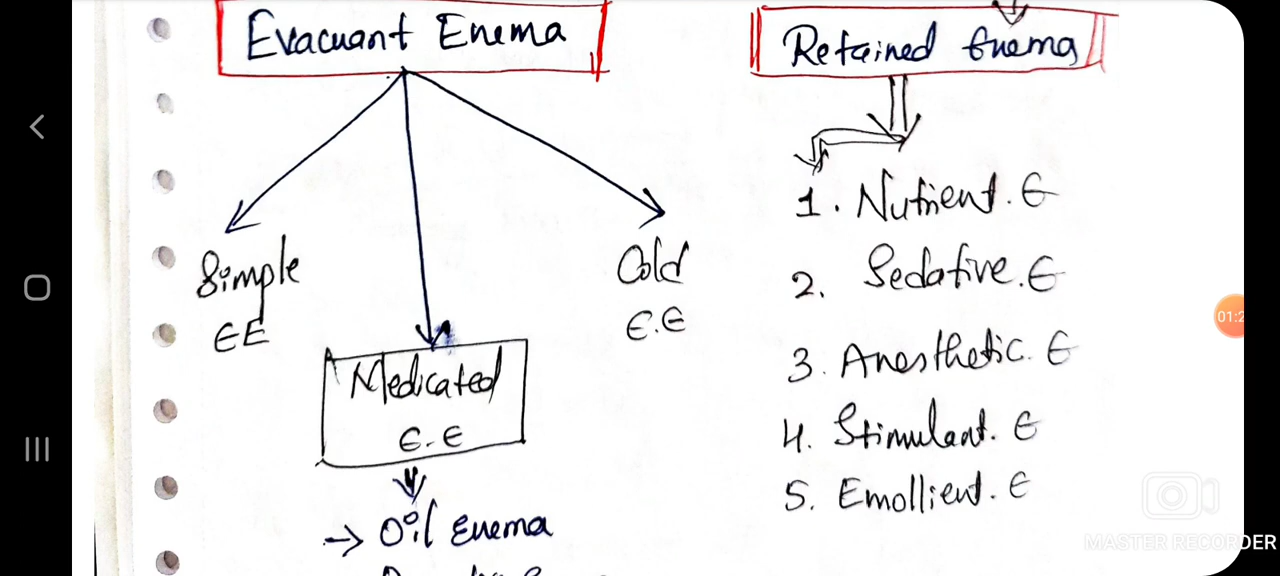 Evacuant Enema
Simple
EE
Medicated
E-E
→ Oil Enema
Cold
E.E
Retained Enema
1. Nutrient. E
2. Sedative. E
3. Anesthetic. E
4. Stimulant. E
5. Emollient. E
01:2
MASTER RECORDER